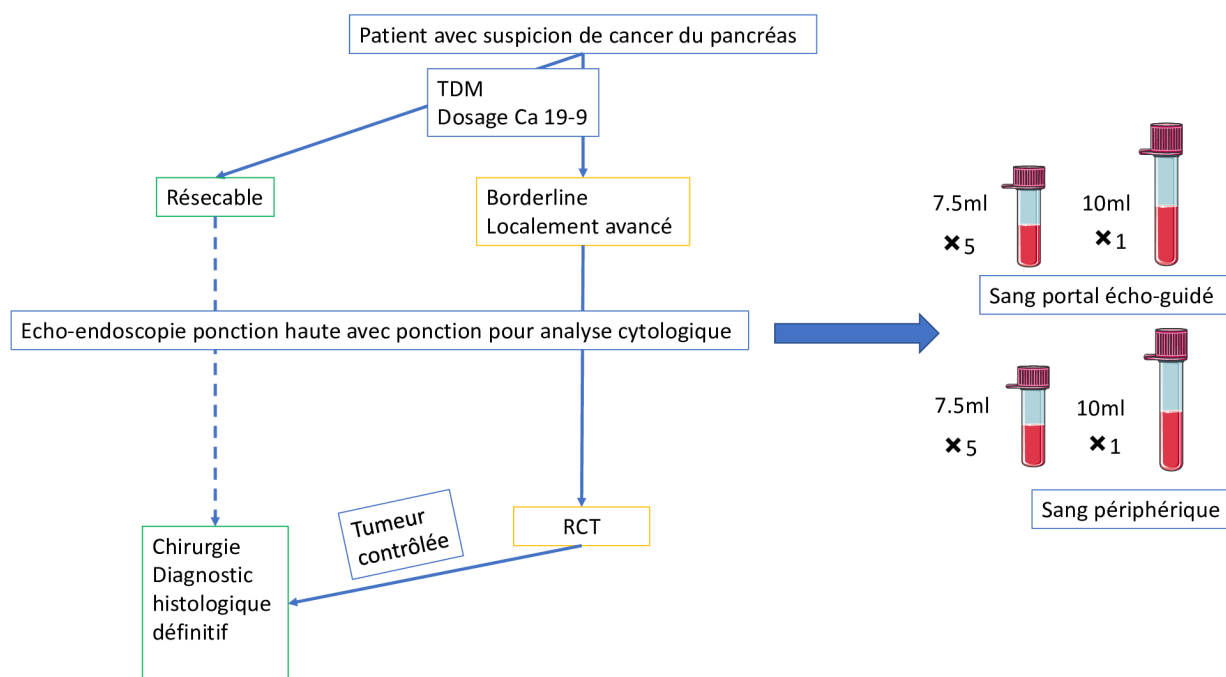 Patient avec suspicion de cancer du pancréas
TDM
Dosage Ca 19-9
Résecable
Borderline
Localement avancé
Echo-endoscopie ponction haute avec ponction pour analyse cytologique
Tumeur
contrôlée
RCT
Chirurgie
Diagnostic
histologique
définitif
7.5ml
×5
10ml
×1
Sang portal écho-guidé
7.5ml
×5
10ml
×1
Sang périphérique